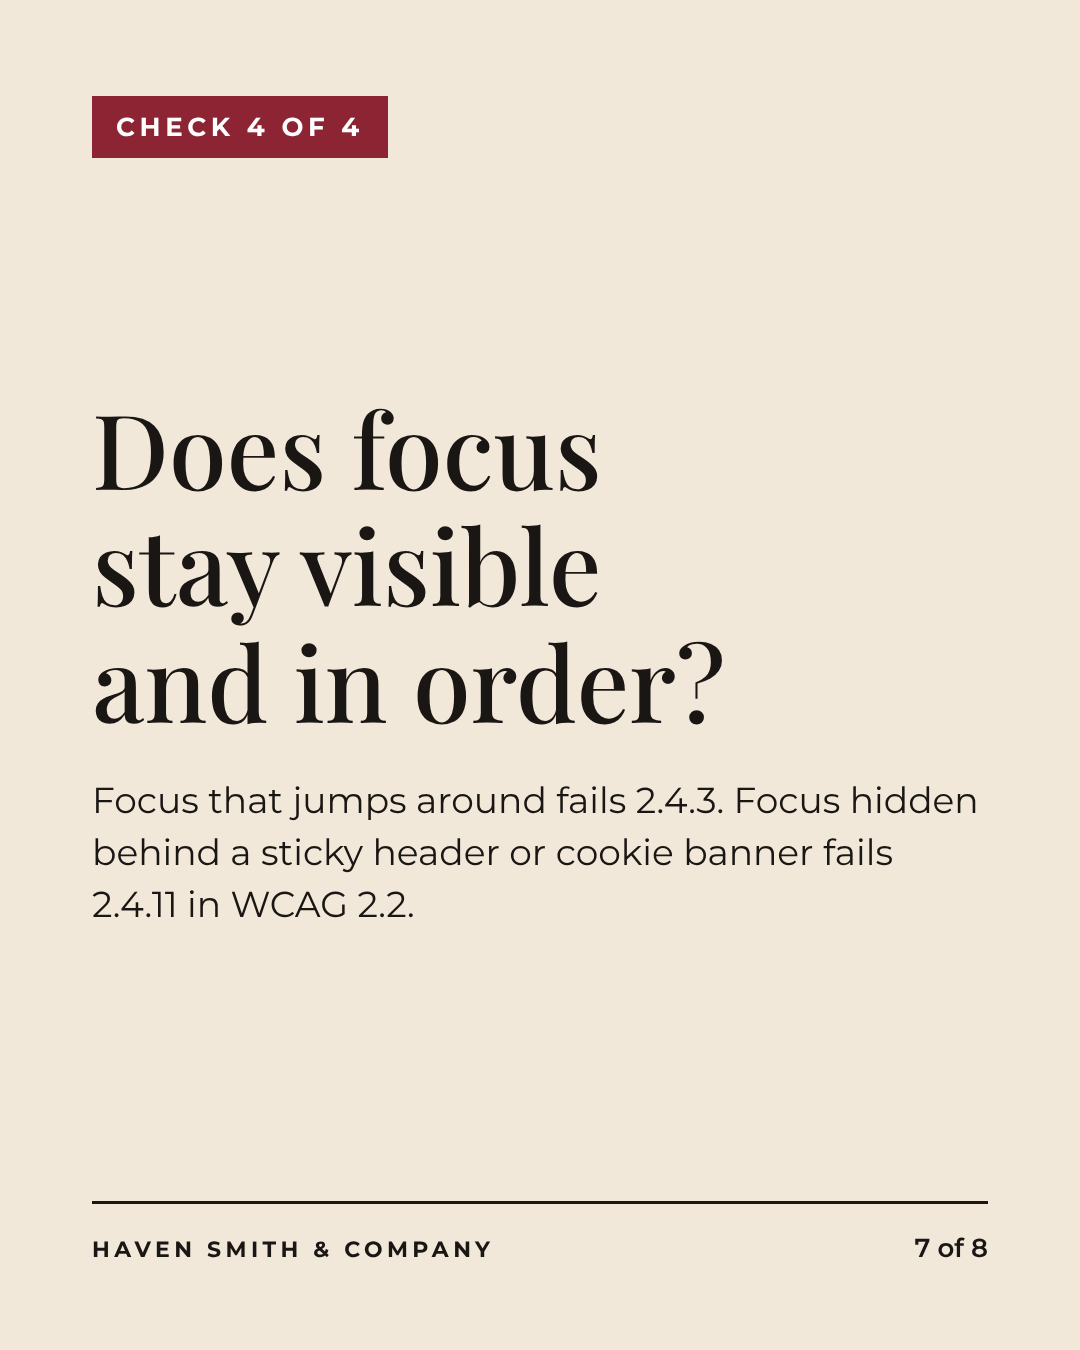 CHECK 4 OF 4
Does focus
stay visible
and in order?
Focus that jumps around fails 2.4.3. Focus hidden
behind a sticky header or cookie banner fails
2.4.11 in WCAG 2.2.
HAVEN SMITH & COMPANY
7 of 8